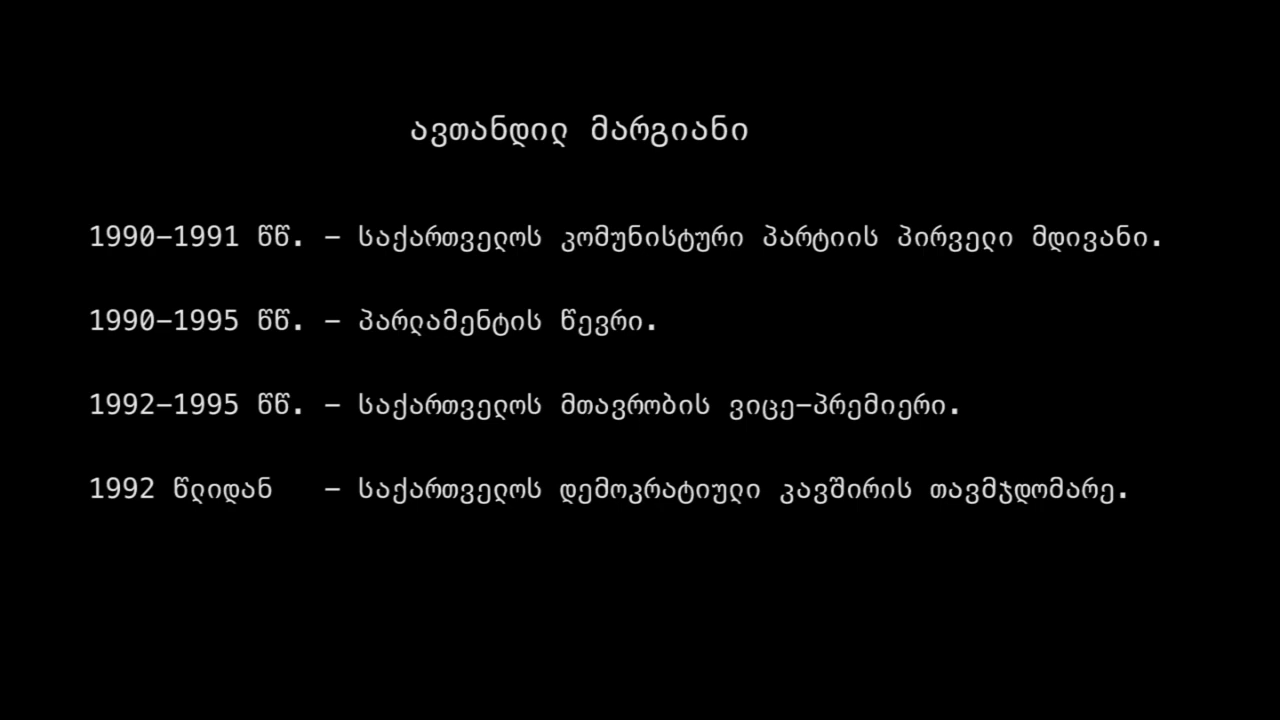 ავთანდილ მარგიანი
1990–1991 წწ. – საქართველოს კომუნისტური პარტიის პირველი მდივანი.
1990–1995 წწ. – პარლამენტის წევრი.
1992–1995 წწ. – საქართველოს მთავრობის ვიცე–პრემიერი.
1992 წლიდან – საქართველოს დემოკრატიული კავშირის თავმჯდომარე.